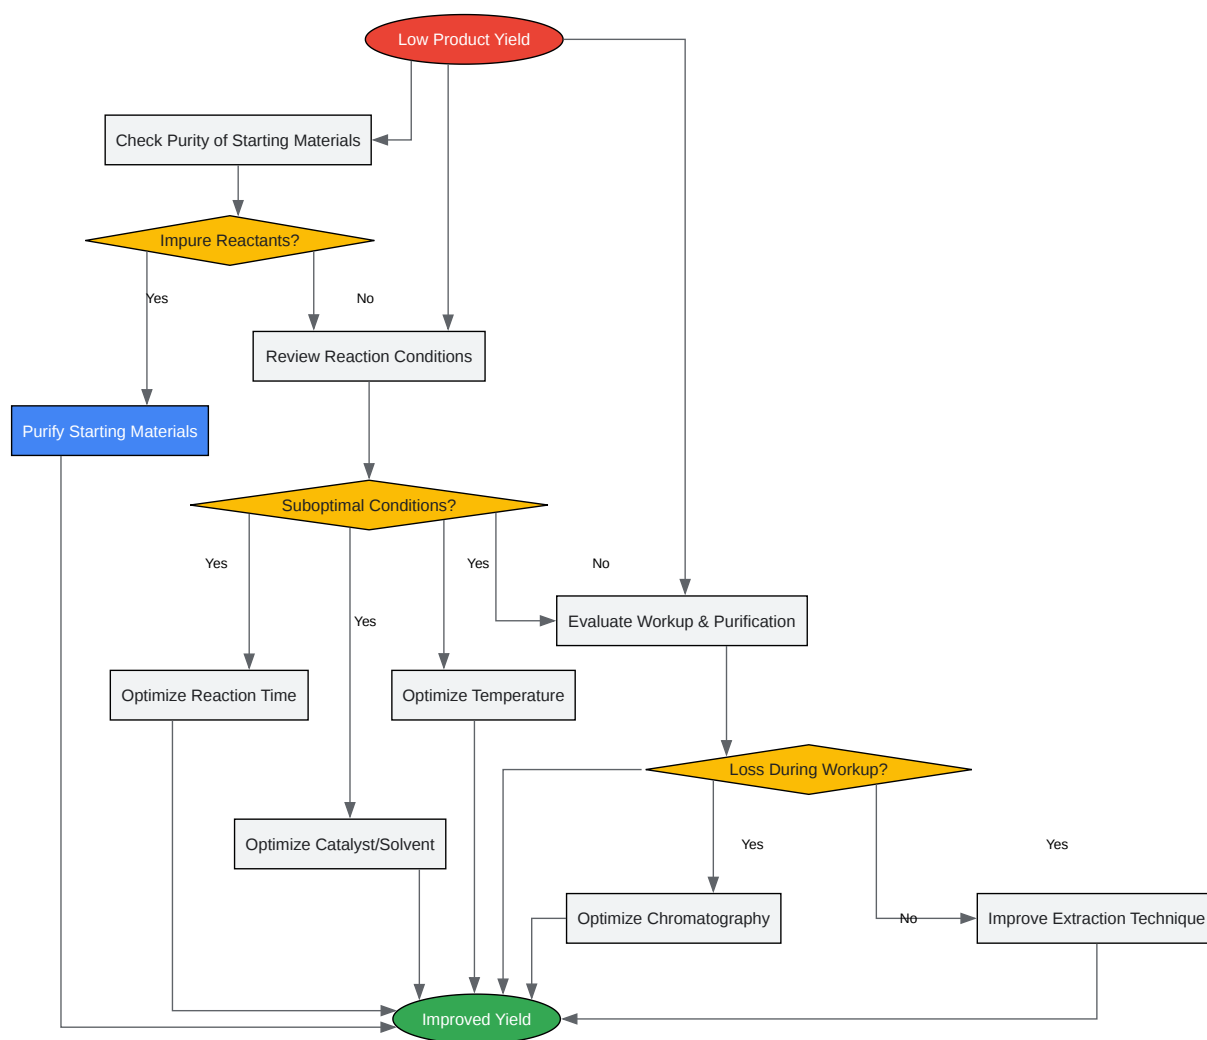 Low Product Yield
Check Purity of Starting Materials
Impure Reactants?
Yes
No
Review Reaction Conditions
Purify Starting Materials
Suboptimal Conditions?
Yes
Yes
No
Evaluate Workup & Purification
Yes
Optimize Reaction Time
Optimize Temperature
Loss During Workup?
Optimize Catalyst/Solvent
Yes
Yes
Optimize Chromatography
No
Improve Extraction Technique
Improved Yield